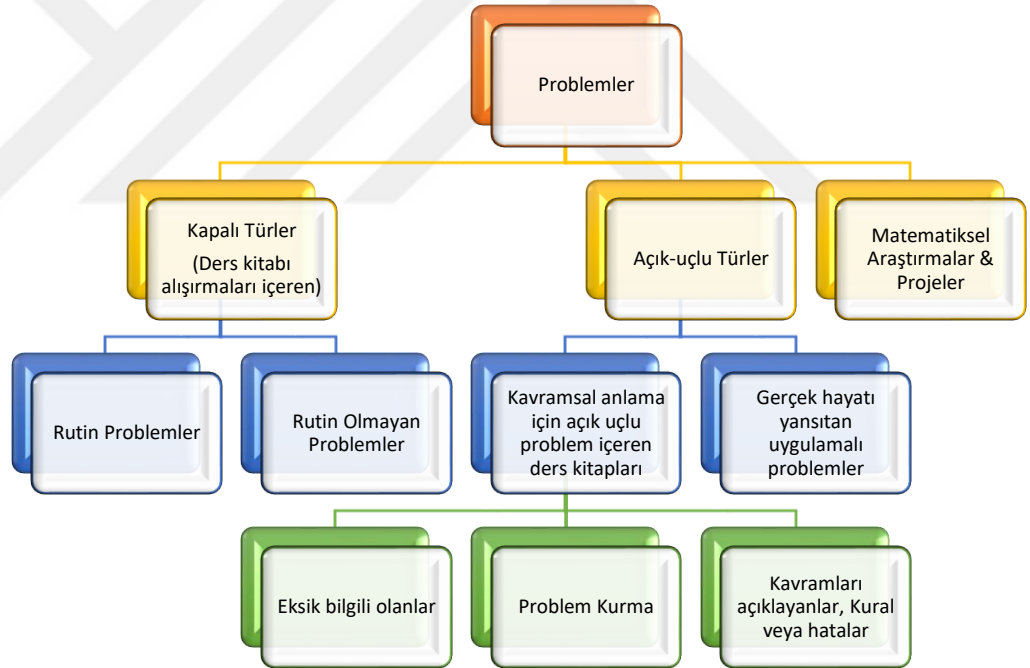 Problemler
Kapalı Türler
(Ders kitabı
alışırmaları içeren)
Açık-uçlu Türler
Matematiksel
Araştırmalar &
Projeler
Rutin Problemler
Rutin Olmayan
Problemler
Kavramsal anlama
için açık uçlu
problem içeren
ders kitapları
Gerçek hayatı
yansıtan
uygulamalı
problemler
Eksik bilgili olanlar
Problem Kurma
Kavramları
açıklayanlar, Kural
veya hatalar